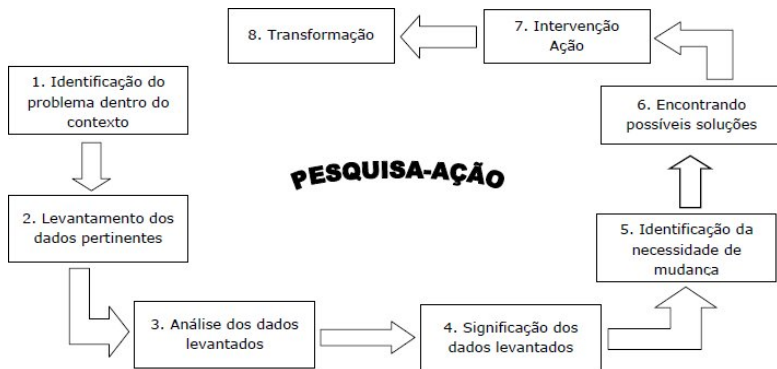 1. Identificação do
problema dentro do
contexto
2. Levantamento dos
dados pertinentes
3. Análise dos dados
levantados
4. Significação dos
dados levantados
5. Identificação da
necessidade de
mudança
6. Encontrando
possíveis soluções
7. Intervenção
Ação
8. Transformação
PESQUISA-AÇÃO